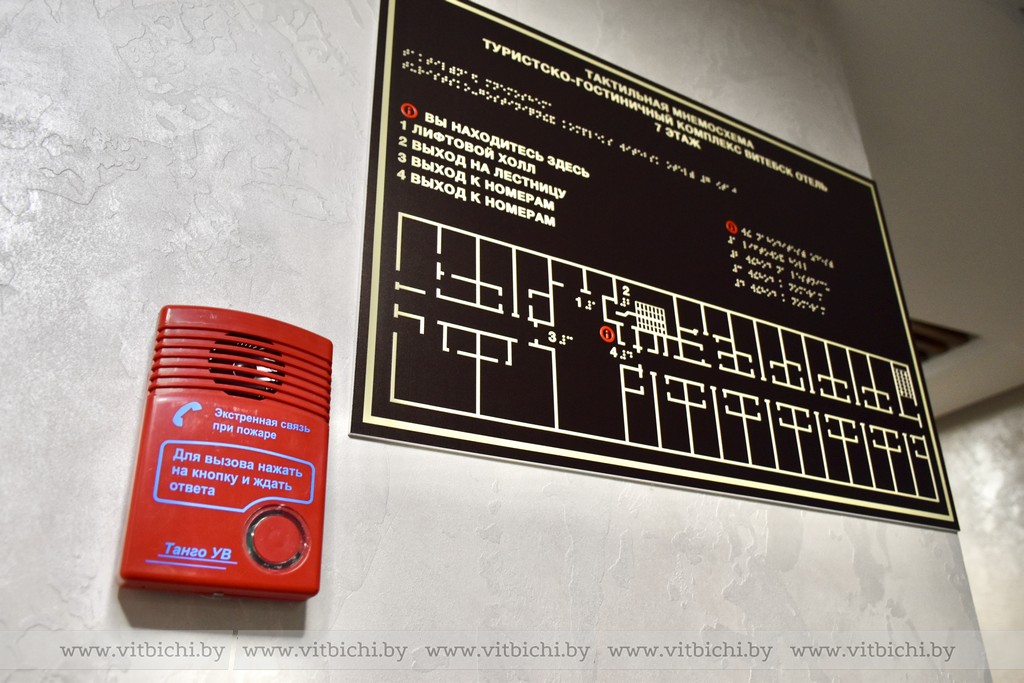 ТАКТИЛЬНАЯ МНЕМОСХЕМА
ТУРИСТСКО-ГОСТИНИЧНЫЙ КОМПЛЕКС ВИТЕБСК ОТЕЛЬ
7 ЭТАЖ
ВЫ НАХОДИТЕСЬ ЗДЕСЬ
1 ЛИФТОВОЙ ХОЛЛ
2 ВЫХОД НА ЛЕСТНИЦУ
3 ВЫХОД К НОМЕРАМ
4 ВЫХОД К НОМЕРАМ
2
1
3
4
Экстренная связь
при пожаре
Для вызова нажать
на кнопку и ждать
ответа
Танго УВ
www.vitbichi.by www.vitbichi.by www.vitbichi.by www.vitbichi.by www.vitbichi.by